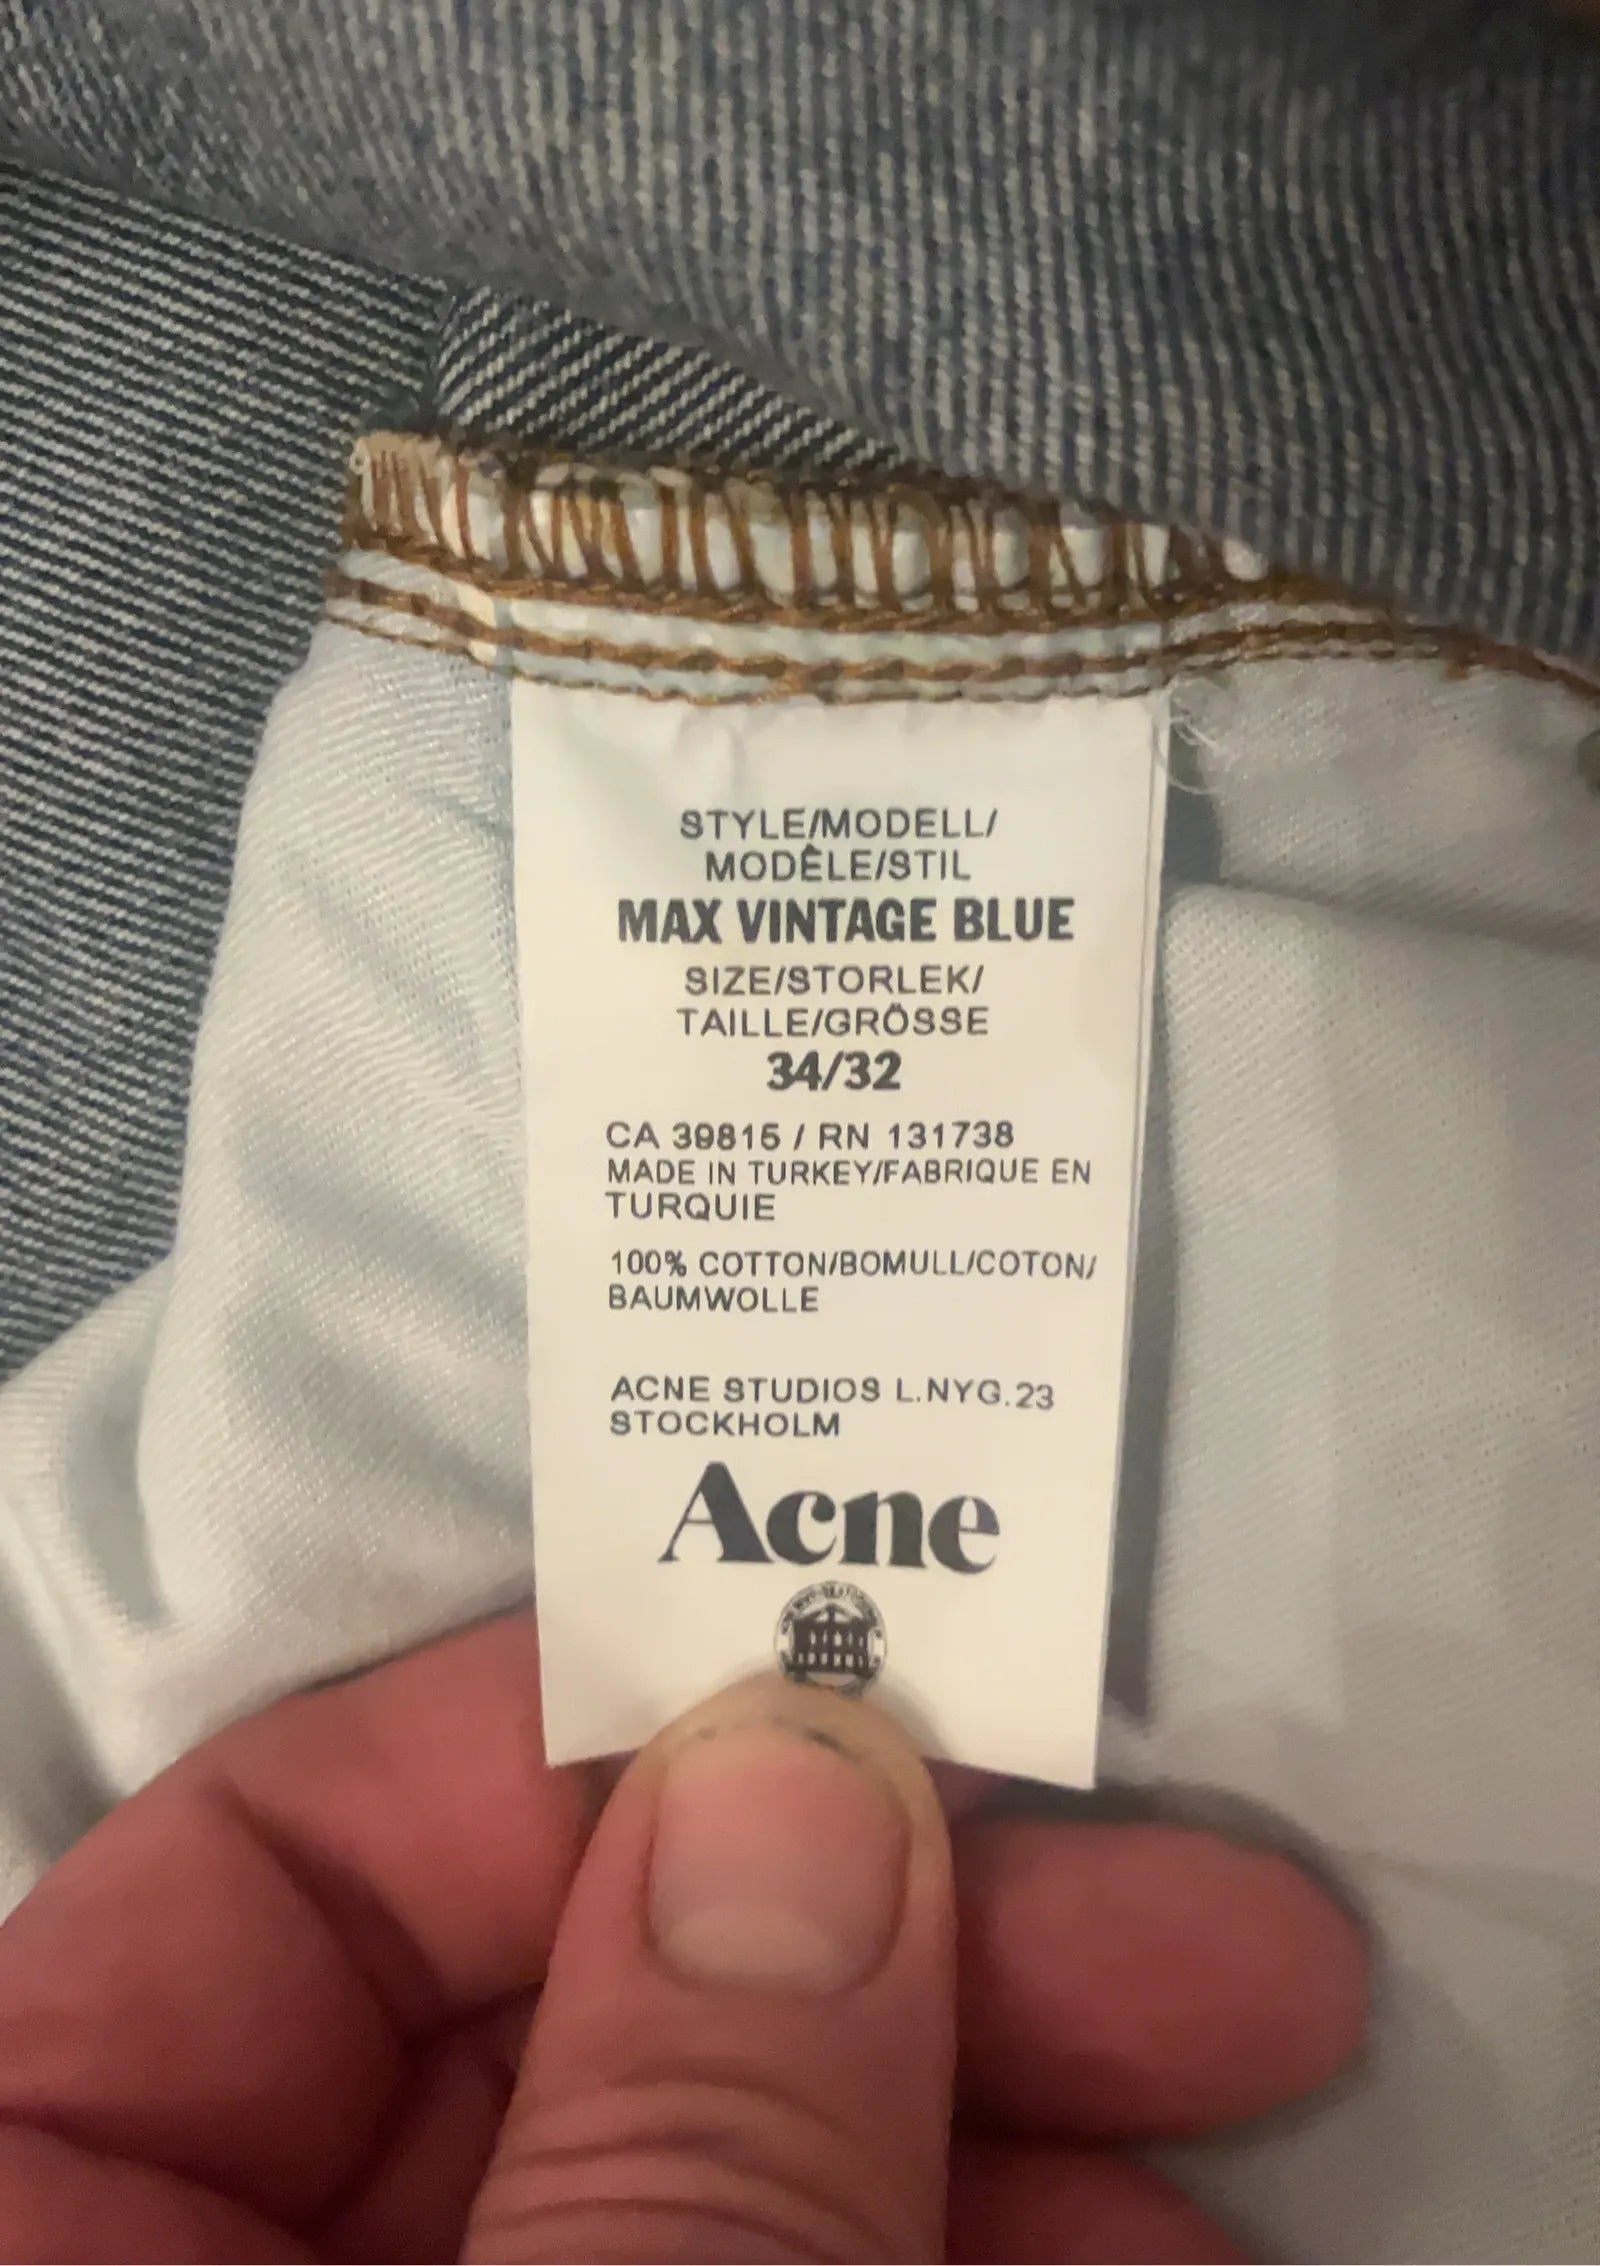 STYLE/MODELL/
MODÈLE/STIL
MAX VINTAGE BLUE
SIZE/STORLEK/
TAILLE/GRÖSSE
34/32
CA 39815 / RN 131738
MADE IN TURKEY/FABRIQUE EN
TURQUIE
100% COTTON/BOMULL/COTON/
BAUMWOLLE
ACNE STUDIOS L.NYG.23
STOCKHOLM
Acne